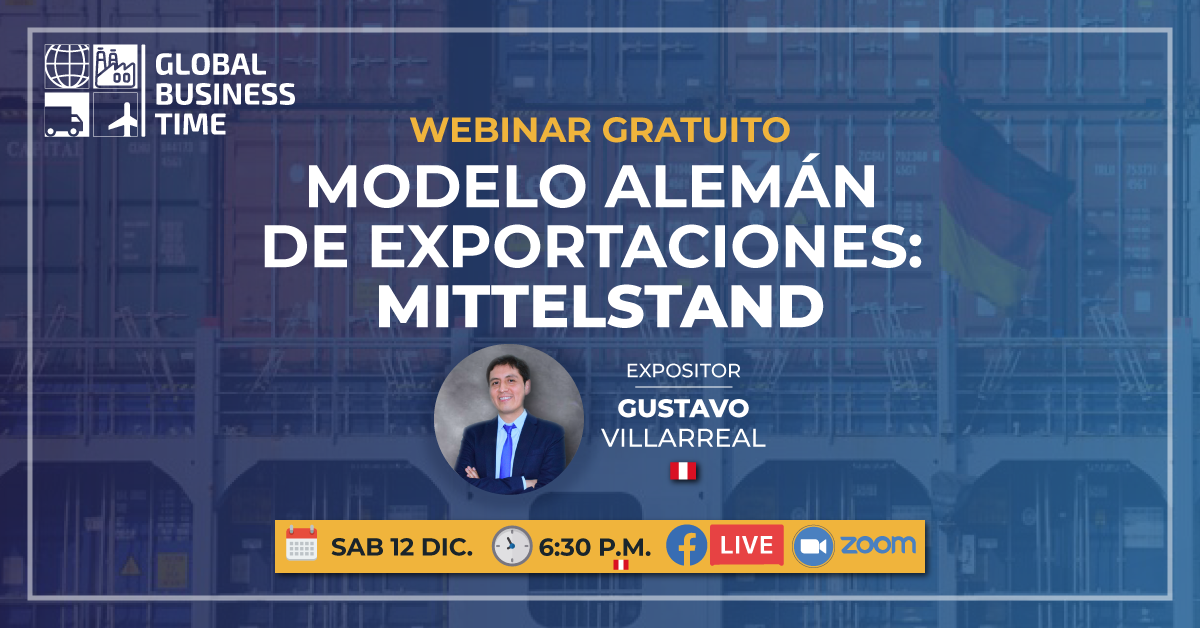 GLOBAL
BUSINESS
TIME
WEBINAR GRATUITO
MODELO ALEMÁN
DE EXPORTACIONES:
MITTELSTAND
EXPOSITOR
GUSTAVO
VILLARREAL
SAB 12 DIC.
6:30 P.M.
LIVE
zoom